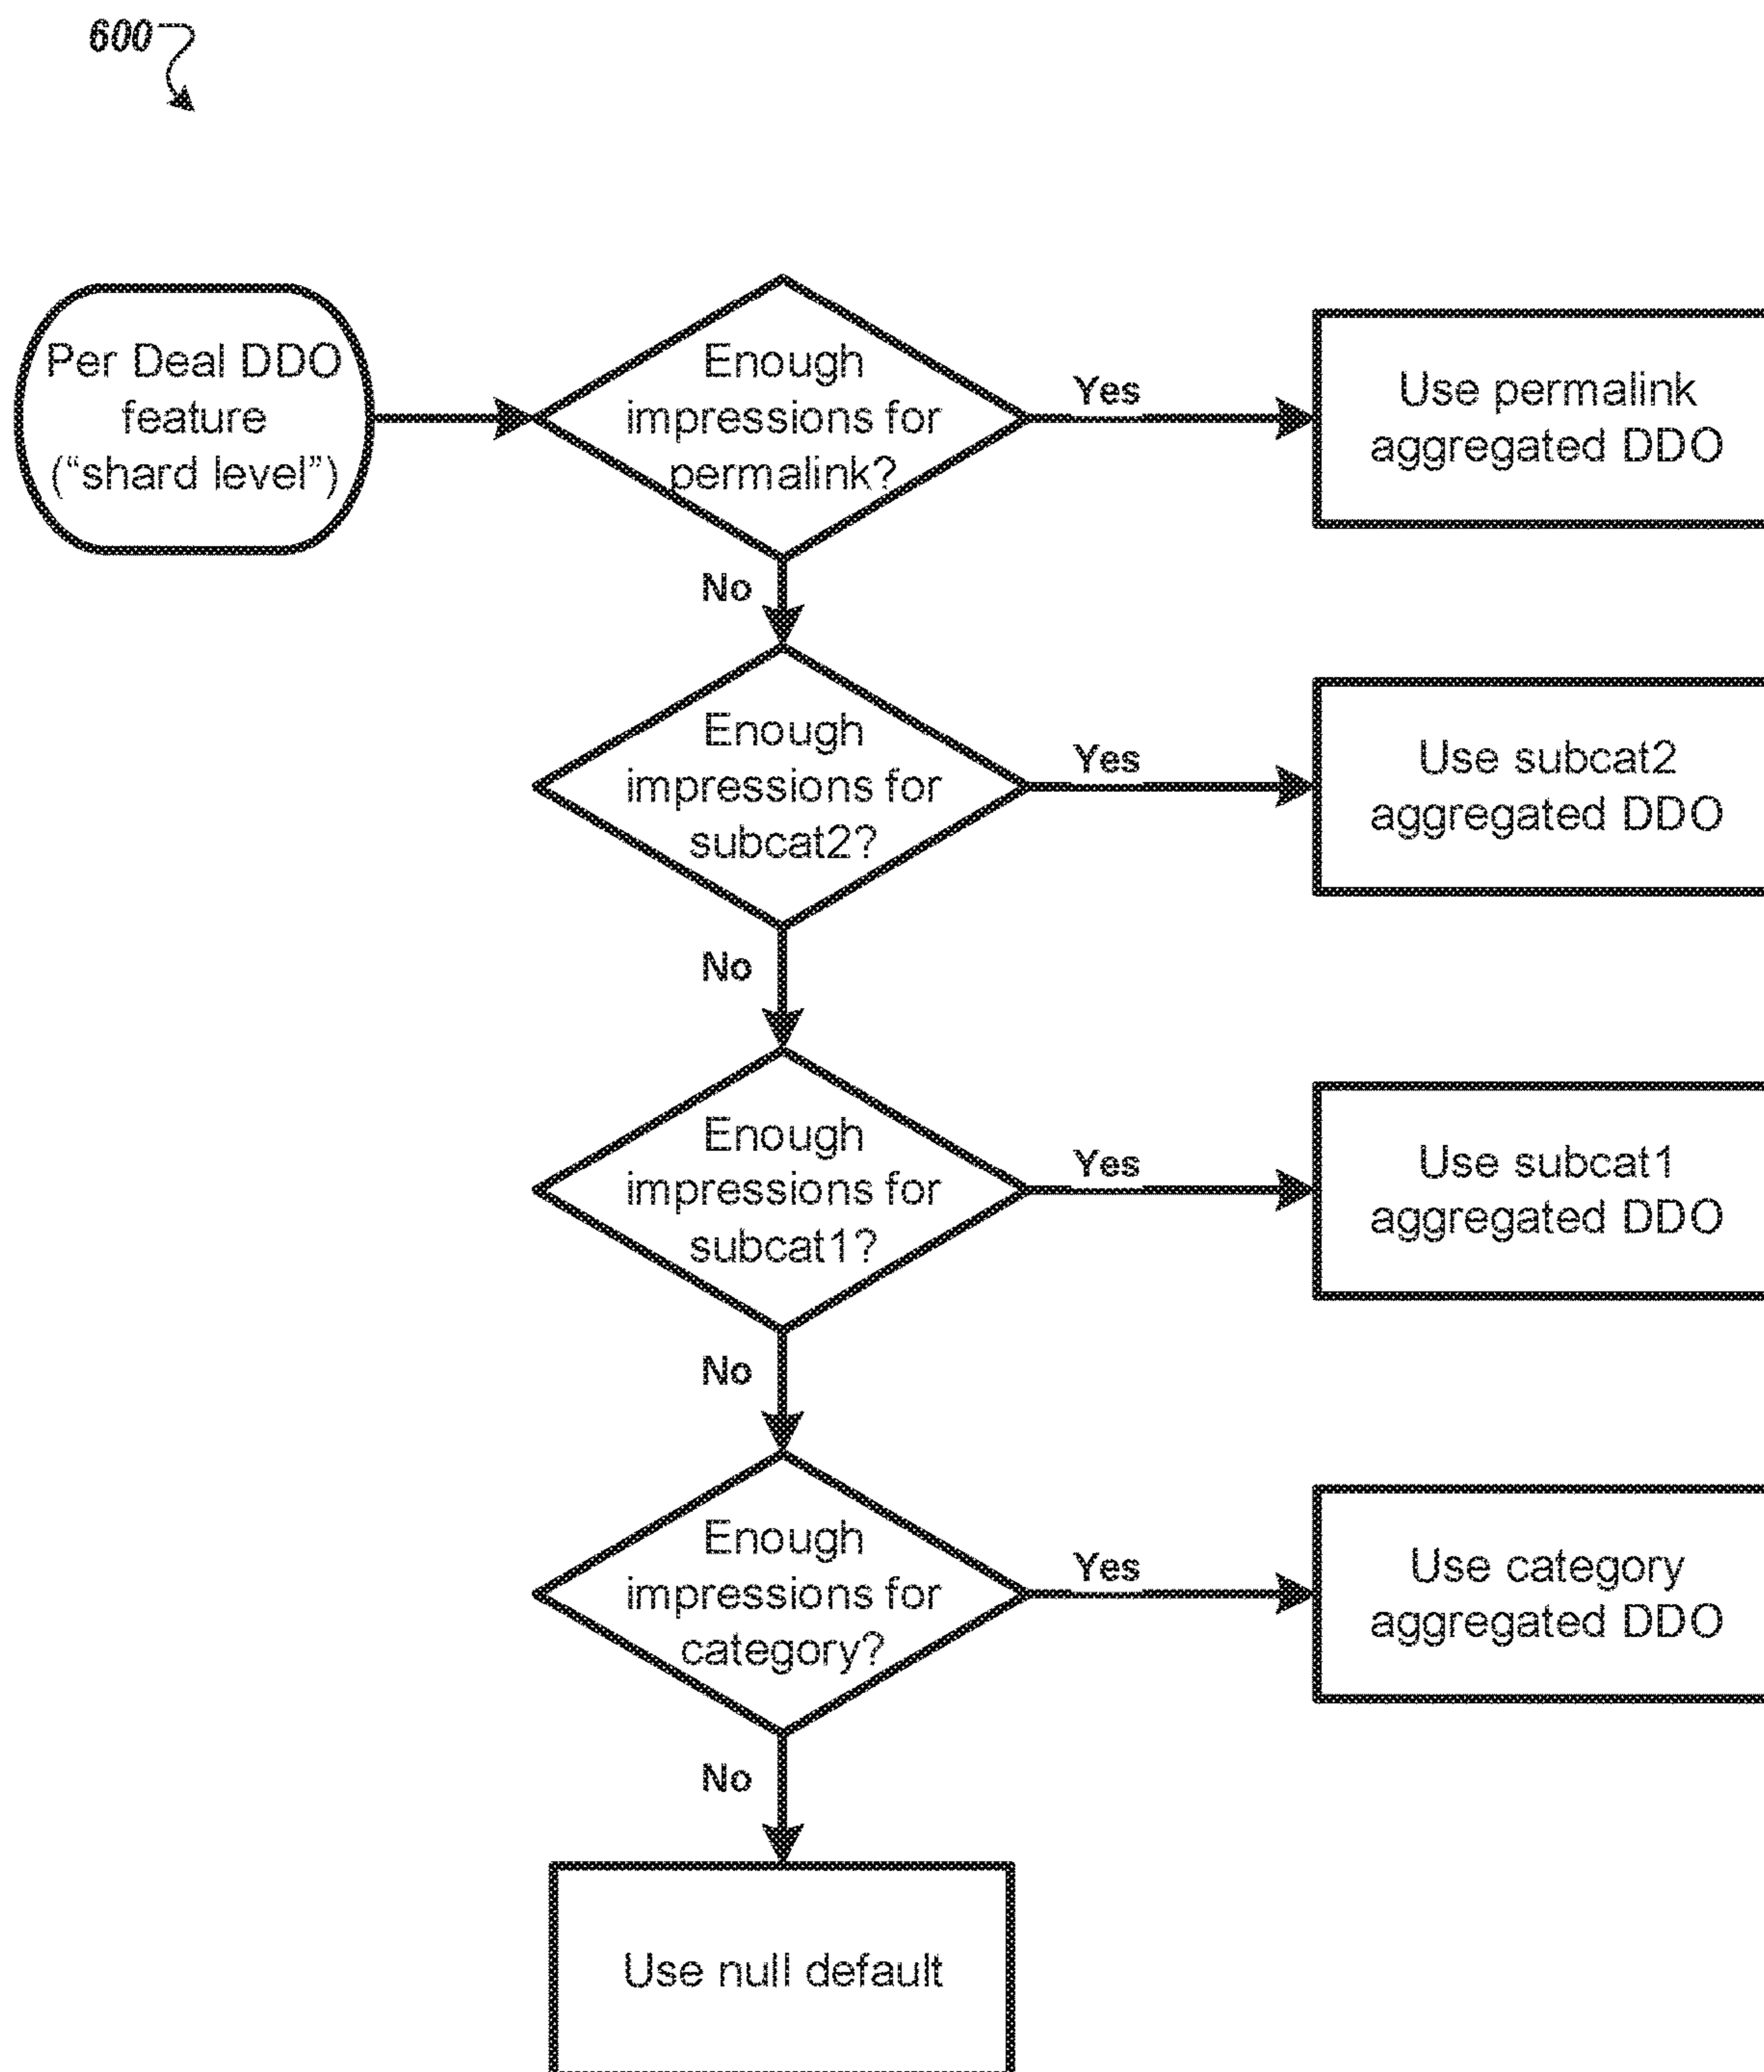 600
Per Deal DDO
feature
(“shard level”)
Enough
impressions for
permalink?
Yes
Use permalink
aggregated DDO
No
Enough
impressions for
subcat2?
Yes
Use subcat2
aggregated DDO
No
Enough
impressions for
subcat1?
Yes
Use subcat1
aggregated DDO
No
Enough
impressions for
category?
Yes
Use category
aggregated DDO
No
Use null default